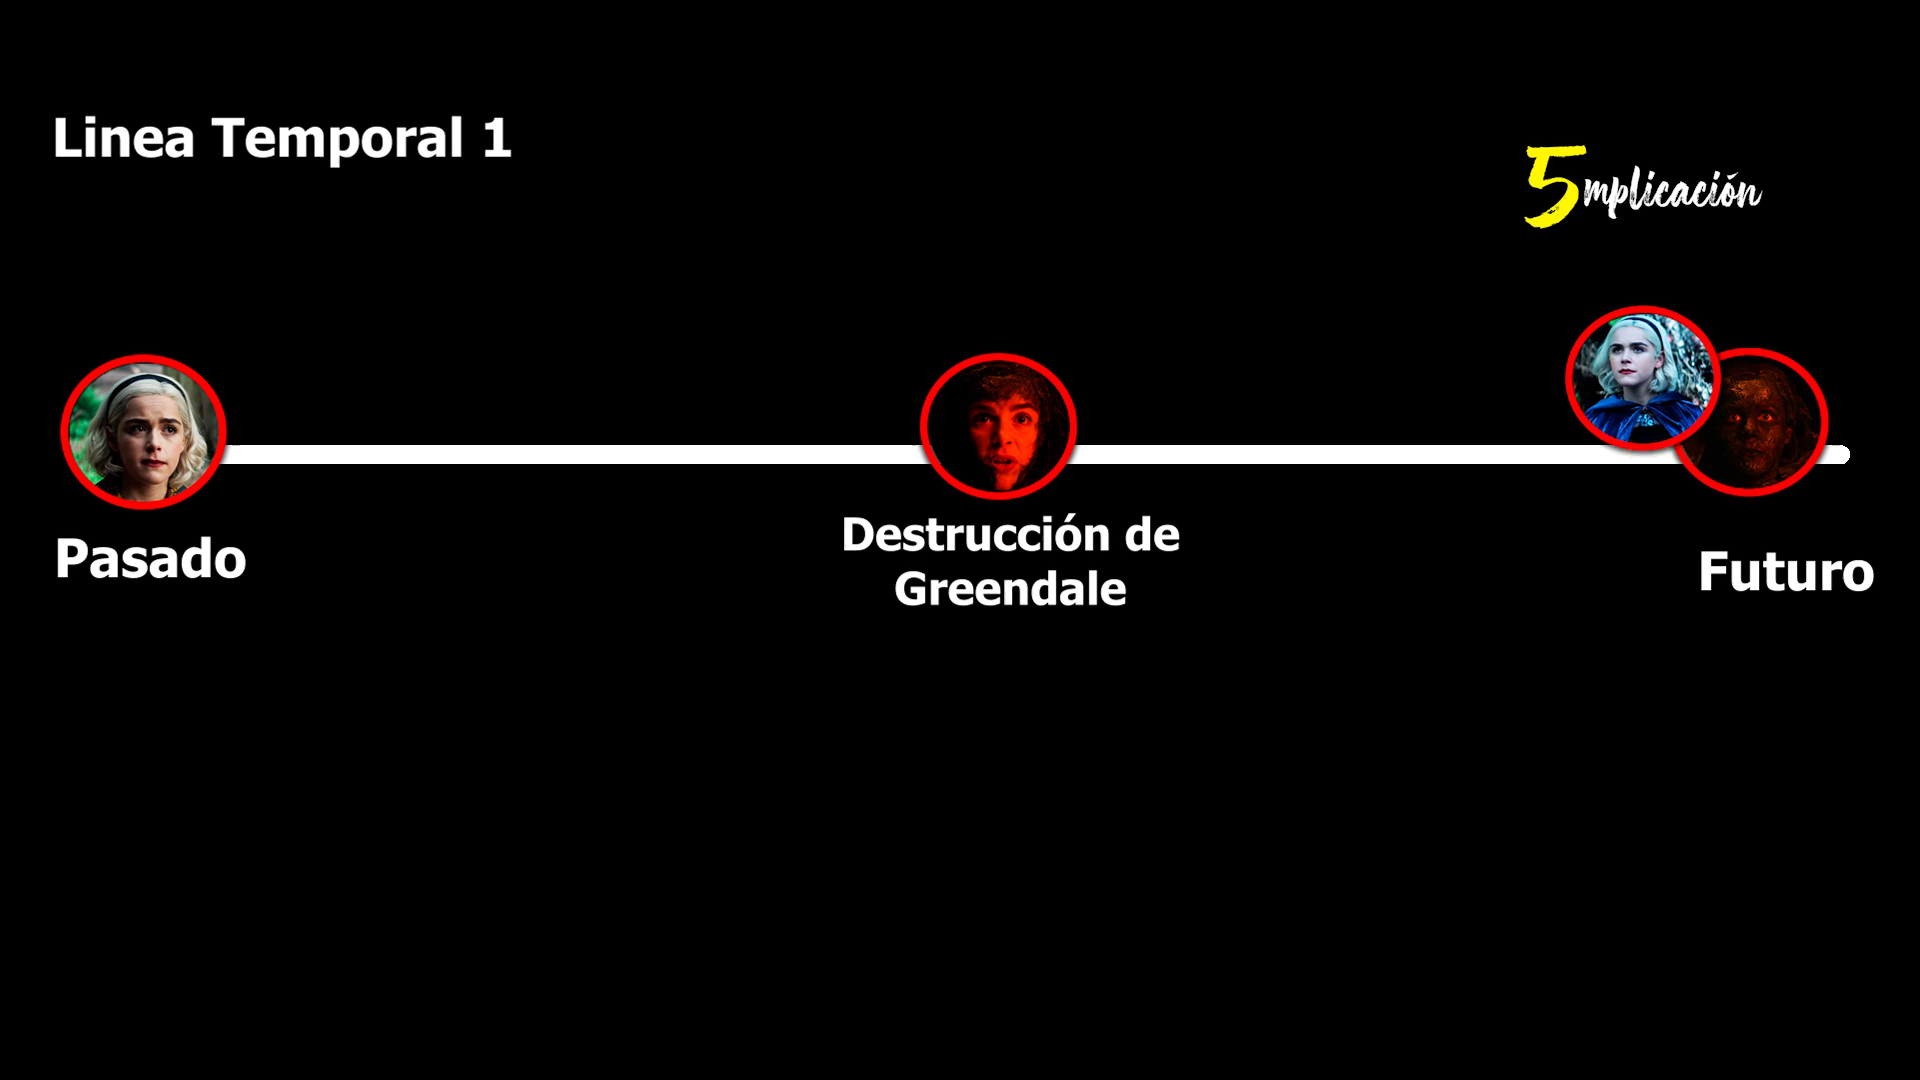 Linea Temporal 1
5mplicación
Pasado
Destrucción de
Greendale
Futuro